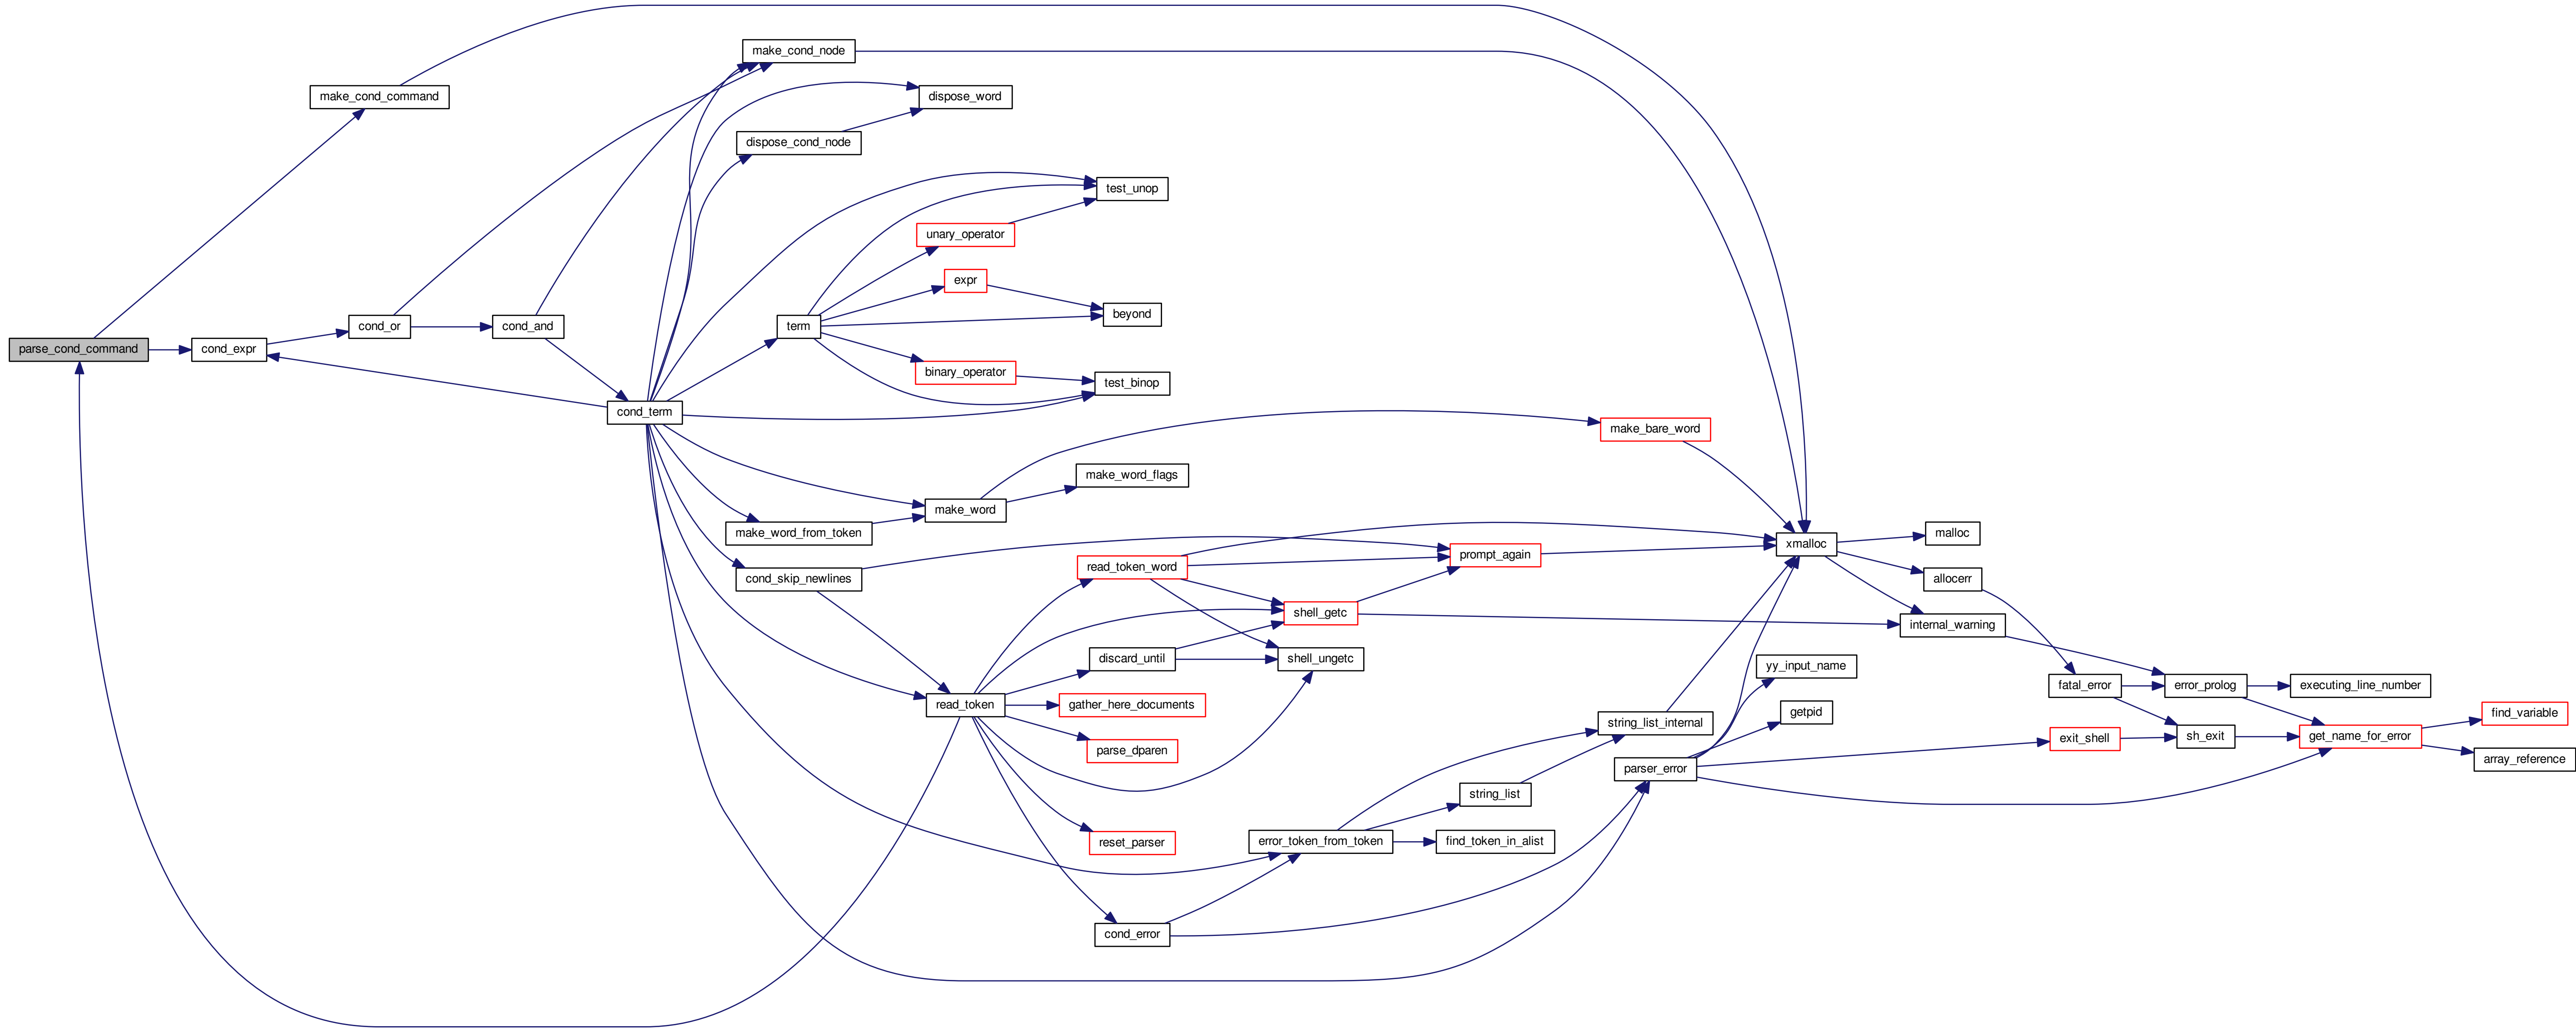 make_cond_node
make_cond_command
dispose_word
dispose_cond_node
test_unop
unary_operator
expr
beyond
term
cond_or
cond_and
parse_cond_command
cond_expr
binary_operator
test_binop
cond_term
make_bare_word
make_word_flags
make_word
make_word_from_token
malloc
xmalloc
prompt_again
read_token_word
cond_skip_newlines
allocerr
shell_getc
internal_warning
discard_until
shell_ungetc
yy_input_name
fatal_error
error_prolog
executing_line_number
read_token
gather_here_documents
getpid
find_variable
string_list_internal
exit_shell
sh_exit
get_name_for_error
parse_dparen
array_reference
parser_error
string_list
reset_parser
error_token_from_token
find_token_in_alist
cond_error